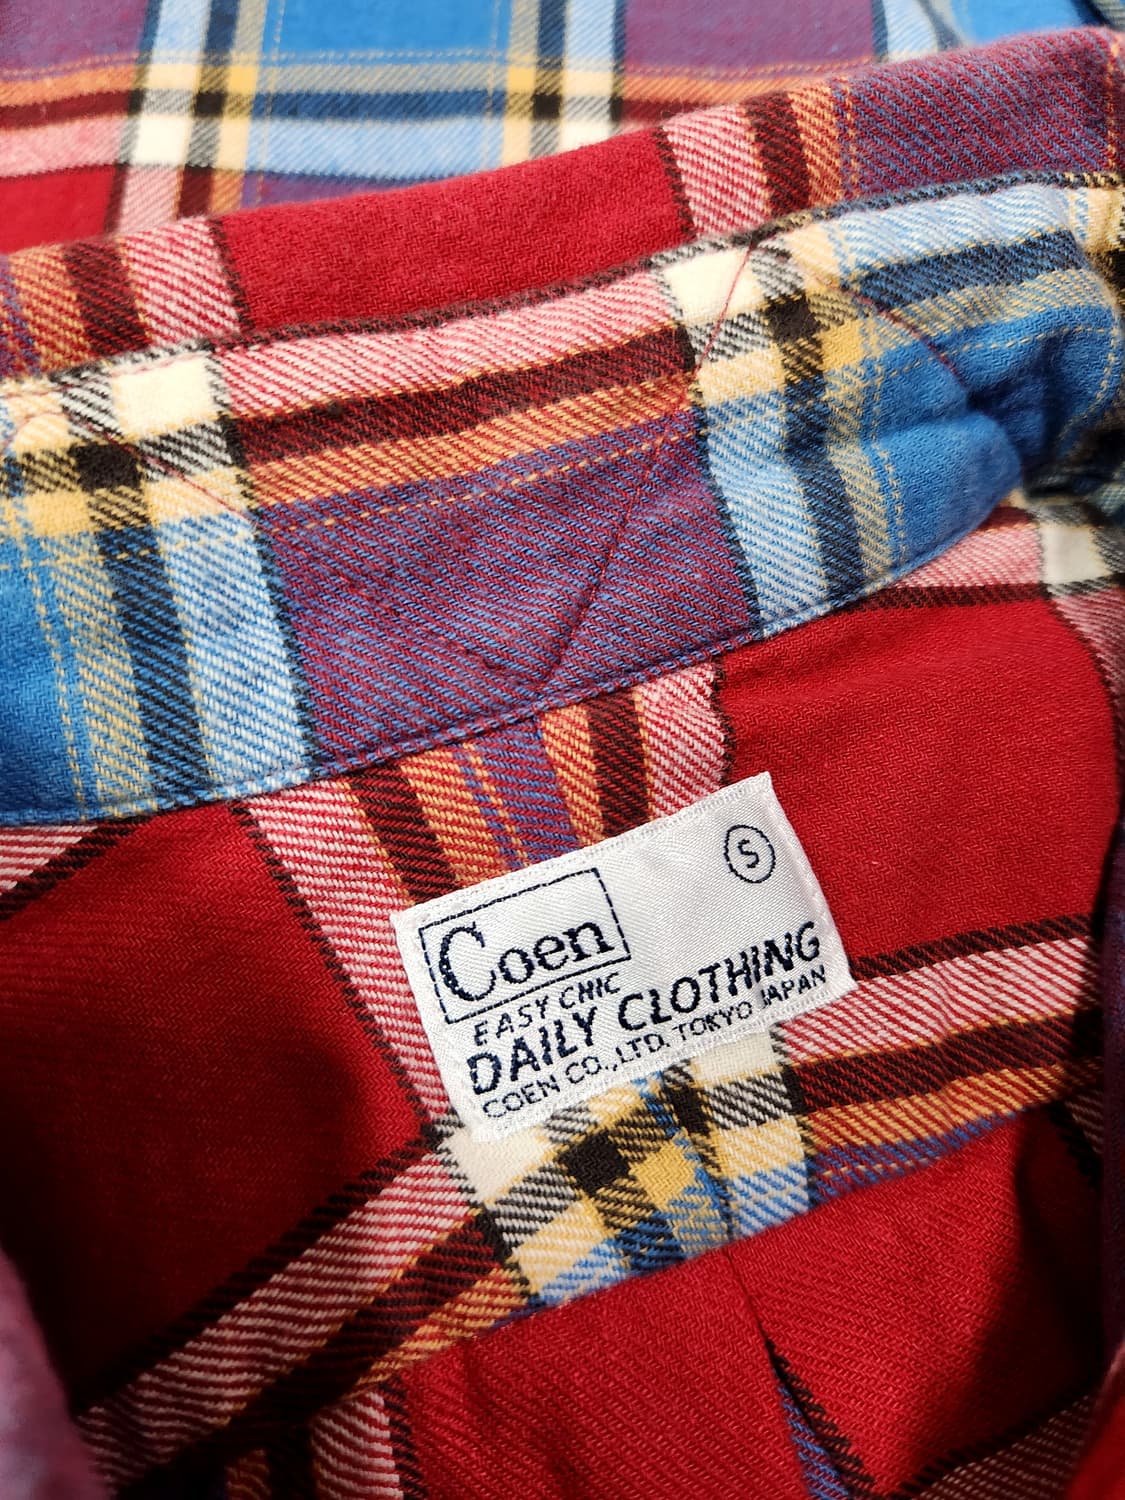 S
Coen
EASY CHIC
DAILY CLOTHING
COEN CO.,LTD. TOKYO JAPAN